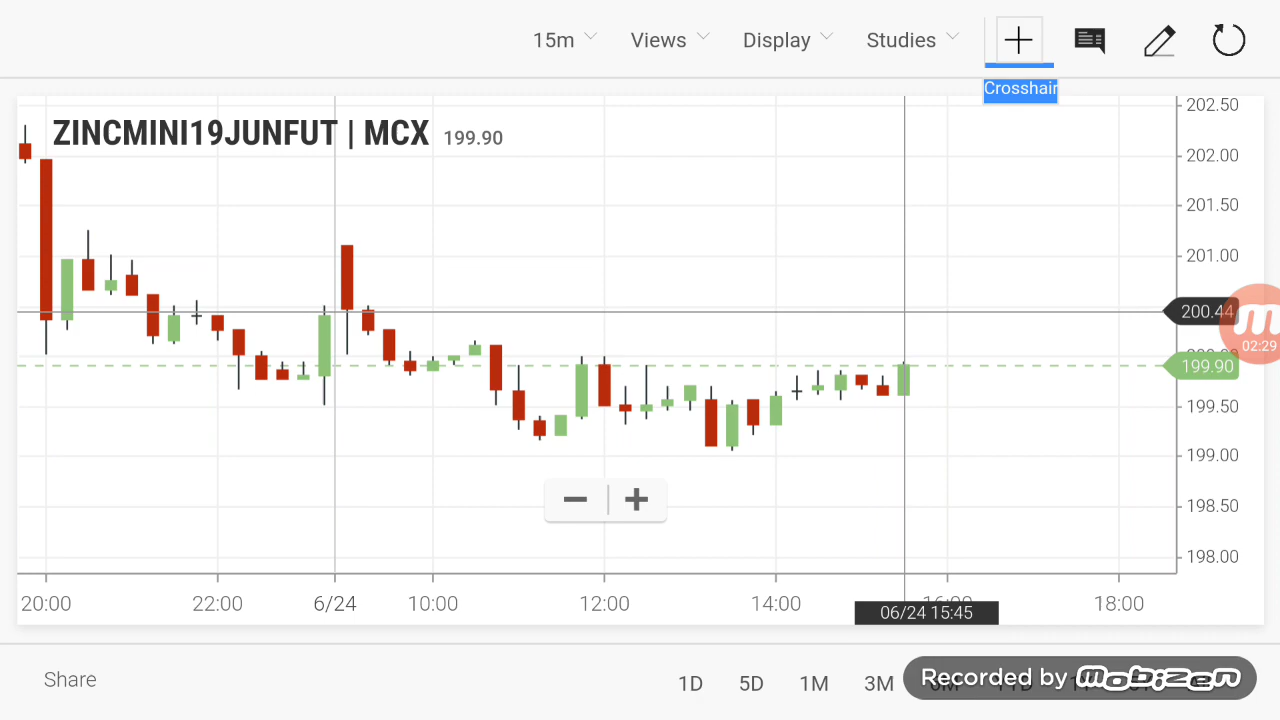 15m Views Display Studies
Crosshair
ZINCMINI19JUNFUT | MCX 199.90
202.50
202.00
201.50
201.00
200.44
02:29
199.90
199.50
199.00
198.50
198.00
20:00 22:00 6/24 10:00 12:00 14:00 16:00 18:00
06/24 15:45
Share
1D 5D 1M 3M
Recorded by mobizen